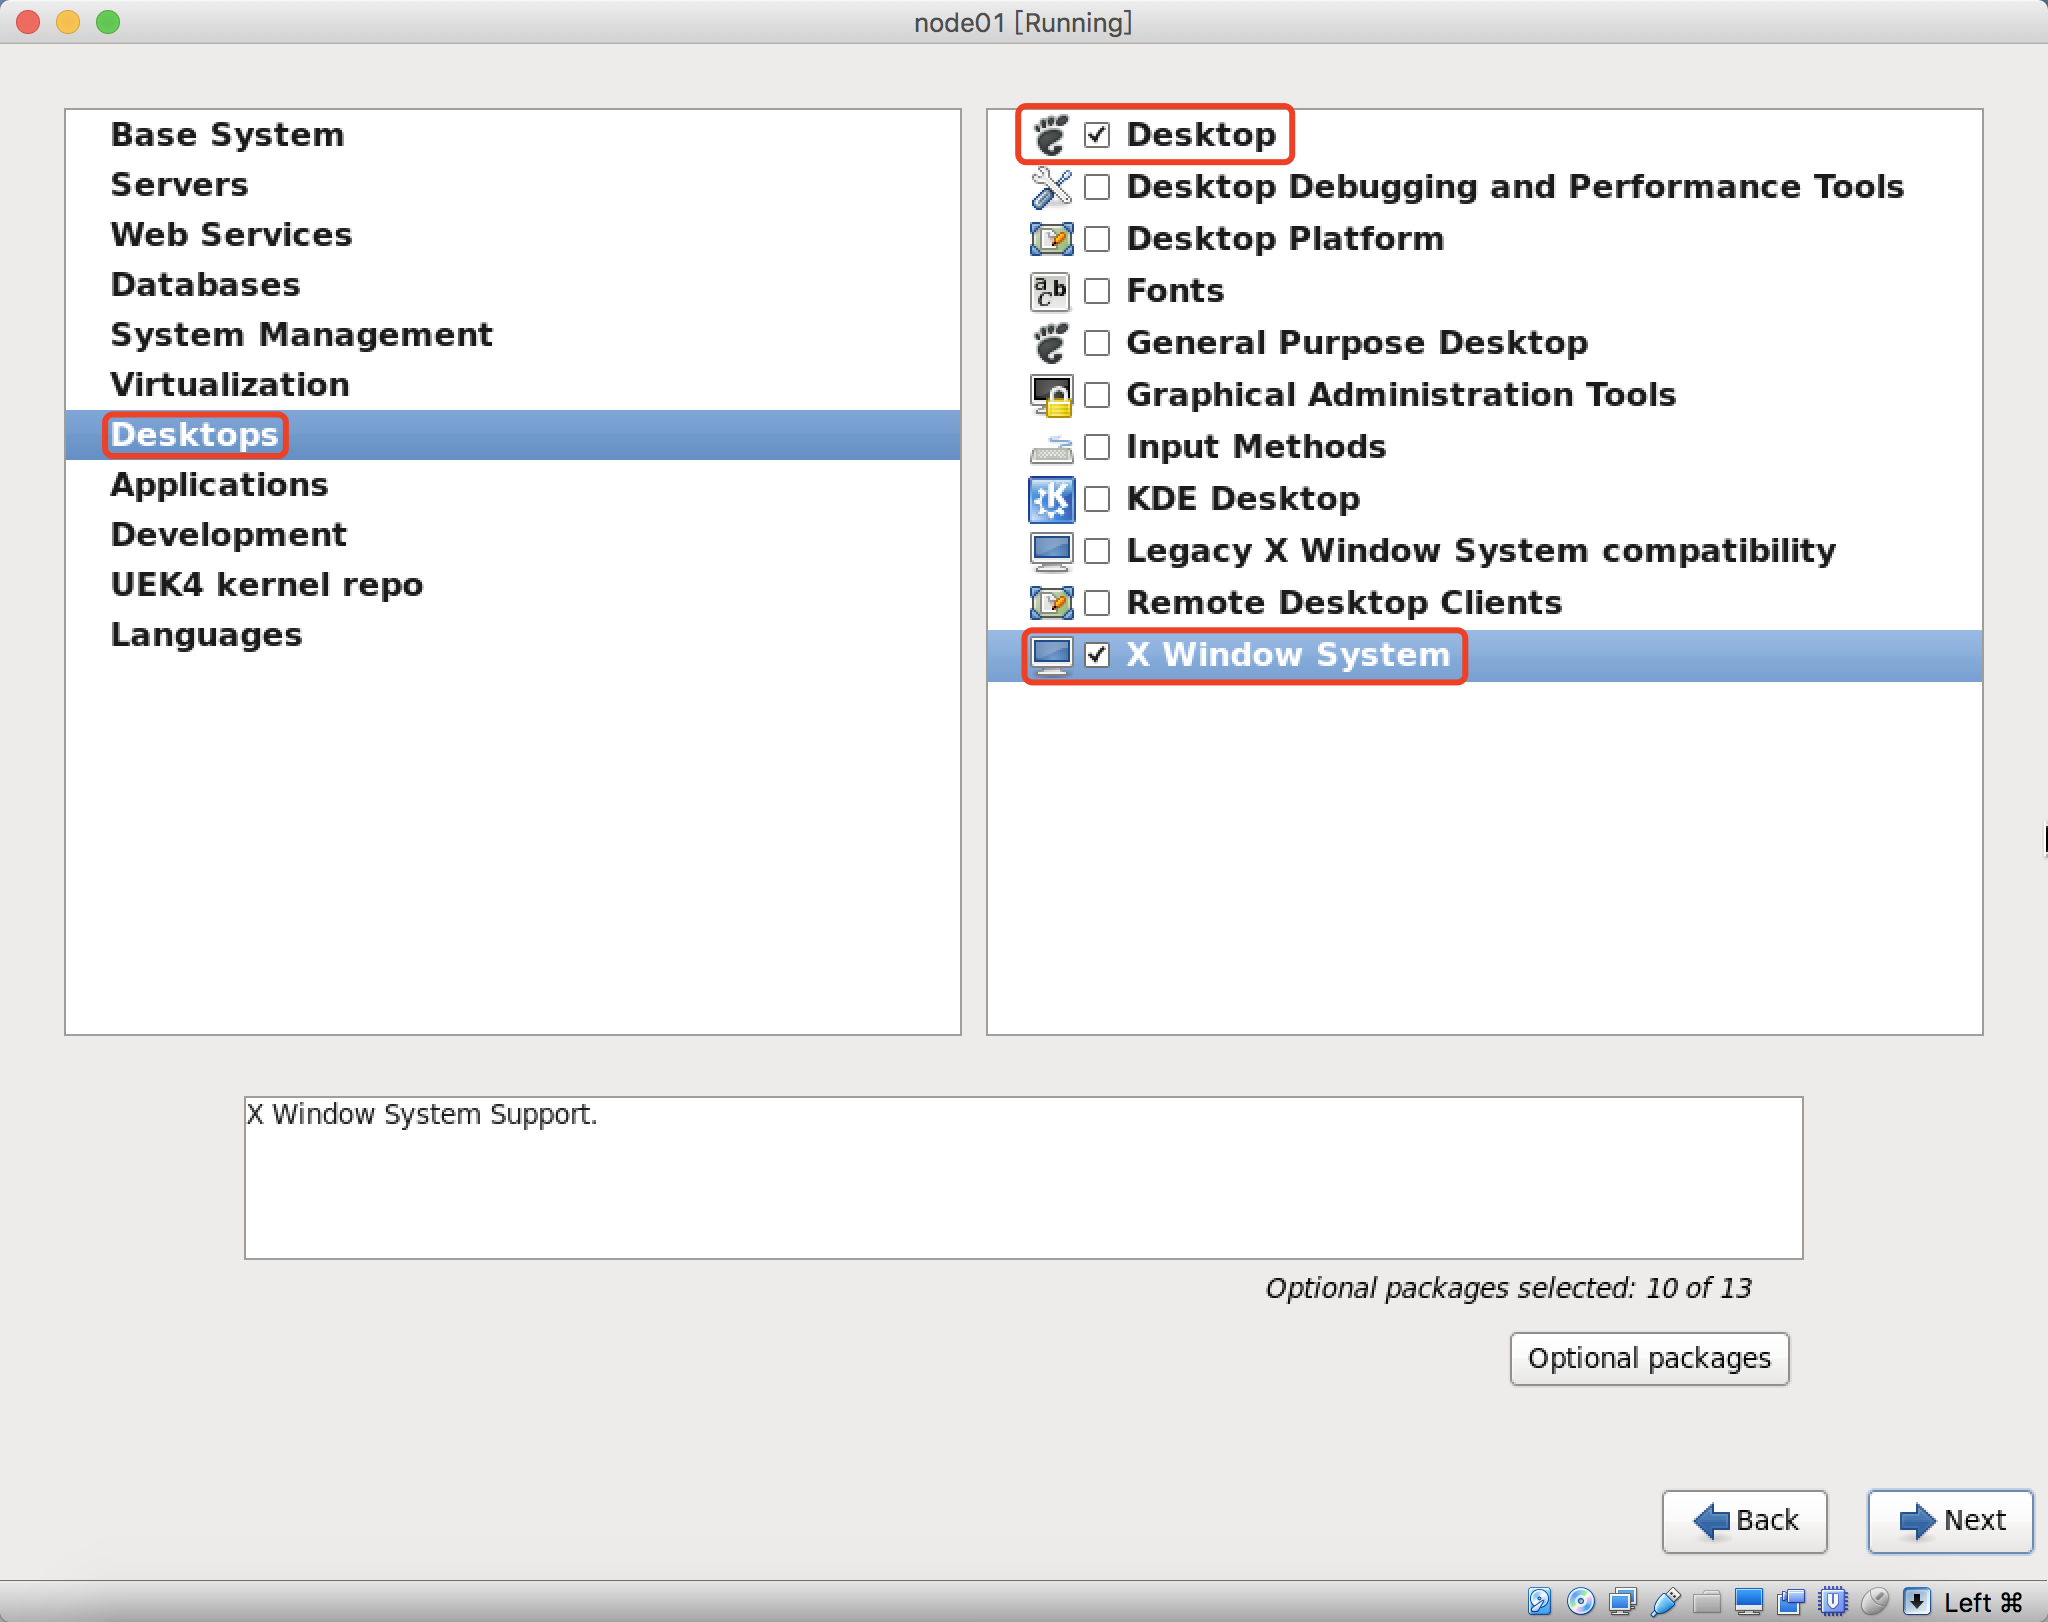 node01 [Running]
Base System
Servers
Web Services
Databases
System Management
Virtualization
Desktops
Applications
Development
UEK4 kernel repo
Languages
Desktop
Desktop Debugging and Performance Tools
Desktop Platform
Fonts
General Purpose Desktop
Graphical Administration Tools
Input Methods
KDE Desktop
Legacy X Window System compatibility
Remote Desktop Clients
X Window System
X Window System Support.
Optional packages selected: 10 of 13
Optional packages
Back
Next
Left ⌘